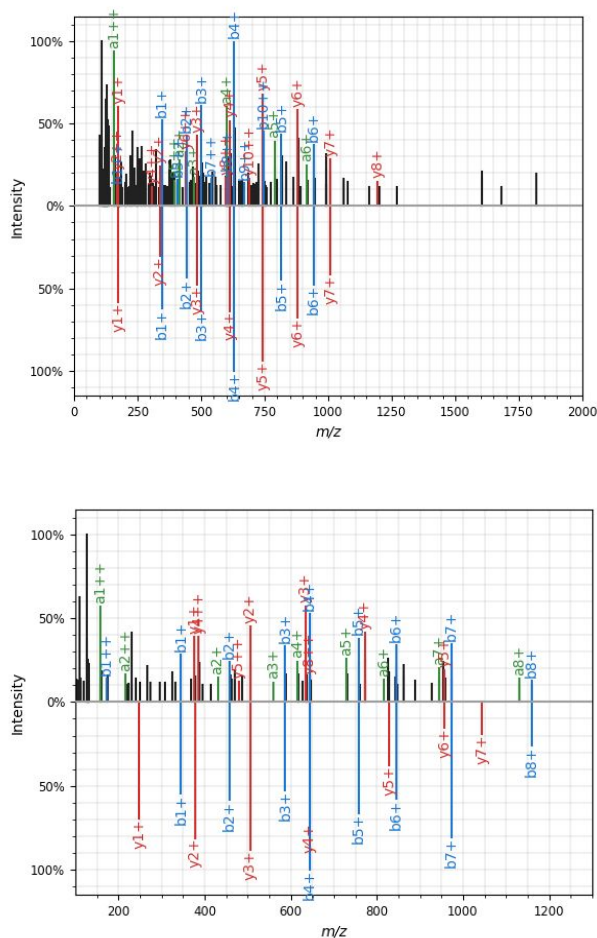 100%
50%
0%
50%
100%
Intensity
a1++
y1+
b1+
b3+
b4+
a4+
y5+
y6+
b5+
b6+
a6+
y7+
y8+
y1+
y2+
b1+
b2+
y3+
b3+
y4+
b4+
y5+
b5+
y6+
b6+
y7+
0 250 500 750 1000 1250 1500 1750 2000
m/z
100%
50%
0%
50%
100%
Intensity
a1++
b1++
a2++
b1+
a2+
b2+
y5++
y2+
a3+
b3+
a4+
y3+
b4+
a5+
b5+
y4+
a6+
b6+
a7+
b7+
a8+
b8+
y1+
b1+
y2+
b2+
y3+
b3+
b4+
y4+
b5+
y5+
b6+
y6+
b7+
y7+
b8+
200 400 600 800 1000 1200
m/z